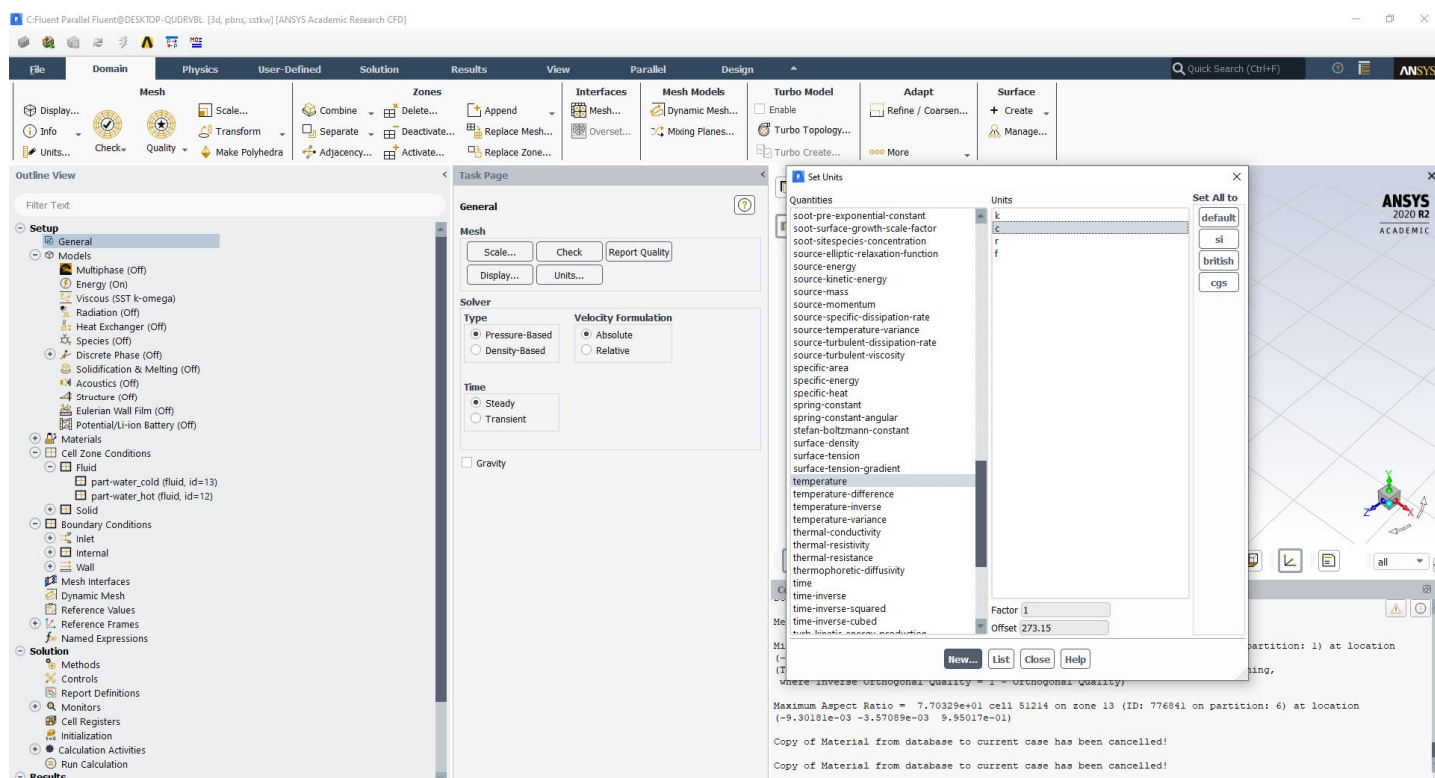 C:Fluent Parallel Fluent@DESKTOP-QUDRVBL [3d, pbns, sstkw] [ANSYS Academic Research CFD]
File Domain Physics User-Defined Solution Results View Parallel Design
Quick Search (Ctrl+F)
ANSYS
Mesh
Display...
Info
Units...
Check
Quality
Scale...
Transform
Make Polyhedra
Zones
Combine
Separate
Adjacency...
Delete...
Deactivate...
Activate...
Append
Replace Mesh...
Replace Zone...
Interfaces
Mesh...
Overset...
Mesh Models
Dynamic Mesh...
Mixing Planes...
Turbo Model
Enable
Turbo Topology...
Turbo Create...
Adapt
Refine / Coarsen...
More
Surface
Create
Manage...
Outline View
Filter Text
Setup
General
Models
Multiphase (Off)
Energy (On)
Viscous (SST k-omega)
Radiation (Off)
Heat Exchanger (Off)
Species (Off)
Discrete Phase (Off)
Solidification & Melting (Off)
Acoustics (Off)
Structure (Off)
Eulerian Wall Film (Off)
Potential/Li-ion Battery (Off)
Materials
Cell Zone Conditions
Fluid
part-water_cold (fluid, id=13)
part-water_hot (fluid, id=12)
Solid
Boundary Conditions
Inlet
Internal
Wall
Mesh Interfaces
Dynamic Mesh
Reference Values
Reference Frames
Named Expressions
Solution
Methods
Controls
Report Definitions
Monitors
Cell Registers
Initialization
Calculation Activities
Run Calculation
Results
Task Page
General
Mesh
Scale... Check Report Quality
Display... Units...
Solver
Type
Pressure-Based
Density-Based
Velocity Formulation
Absolute
Relative
Time
Steady
Transient
Gravity
Set Units
Quantities
soot-pre-exponential-constant
soot-surface-growth-scale-factor
soot-sitespecies-concentration
source-elliptic-relaxation-function
source-energy
source-kinetic-energy
source-mass
source-momentum
source-specific-dissipation-rate
source-temperature-variance
source-turbulent-dissipation-rate
source-turbulent-viscosity
specific-area
specific-energy
specific-heat
spring-constant
spring-constant-angular
stefan-boltzmann-constant
surface-density
surface-tension
surface-tension-gradient
temperature
temperature-difference
temperature-inverse
temperature-variance
thermal-conductivity
thermal-resistivity
thermal-resistance
thermophoretic-diffusivity
time
time-inverse
time-inverse-squared
time-inverse-cubed
turb-kinetic-energy-production
Units
k
c
r
f
Factor 1
Offset 273.15
Set All to
default
si
british
cgs
New... List Close Help
ANSYS
2020 R2
ACADEMIC
Y
Z X
all
partition: 1) at location
where Inverse Orthogonal Quality = 1 - Orthogonal Quality)
Maximum Aspect Ratio = 7.70329e+01 cell 51214 on zone 13 (ID: 776841 on partition: 6) at location
(-9.30181e-03 -3.57089e-03 9.95017e-01)
Copy of Material from database to current case has been cancelled!
Copy of Material from database to current case has been cancelled!